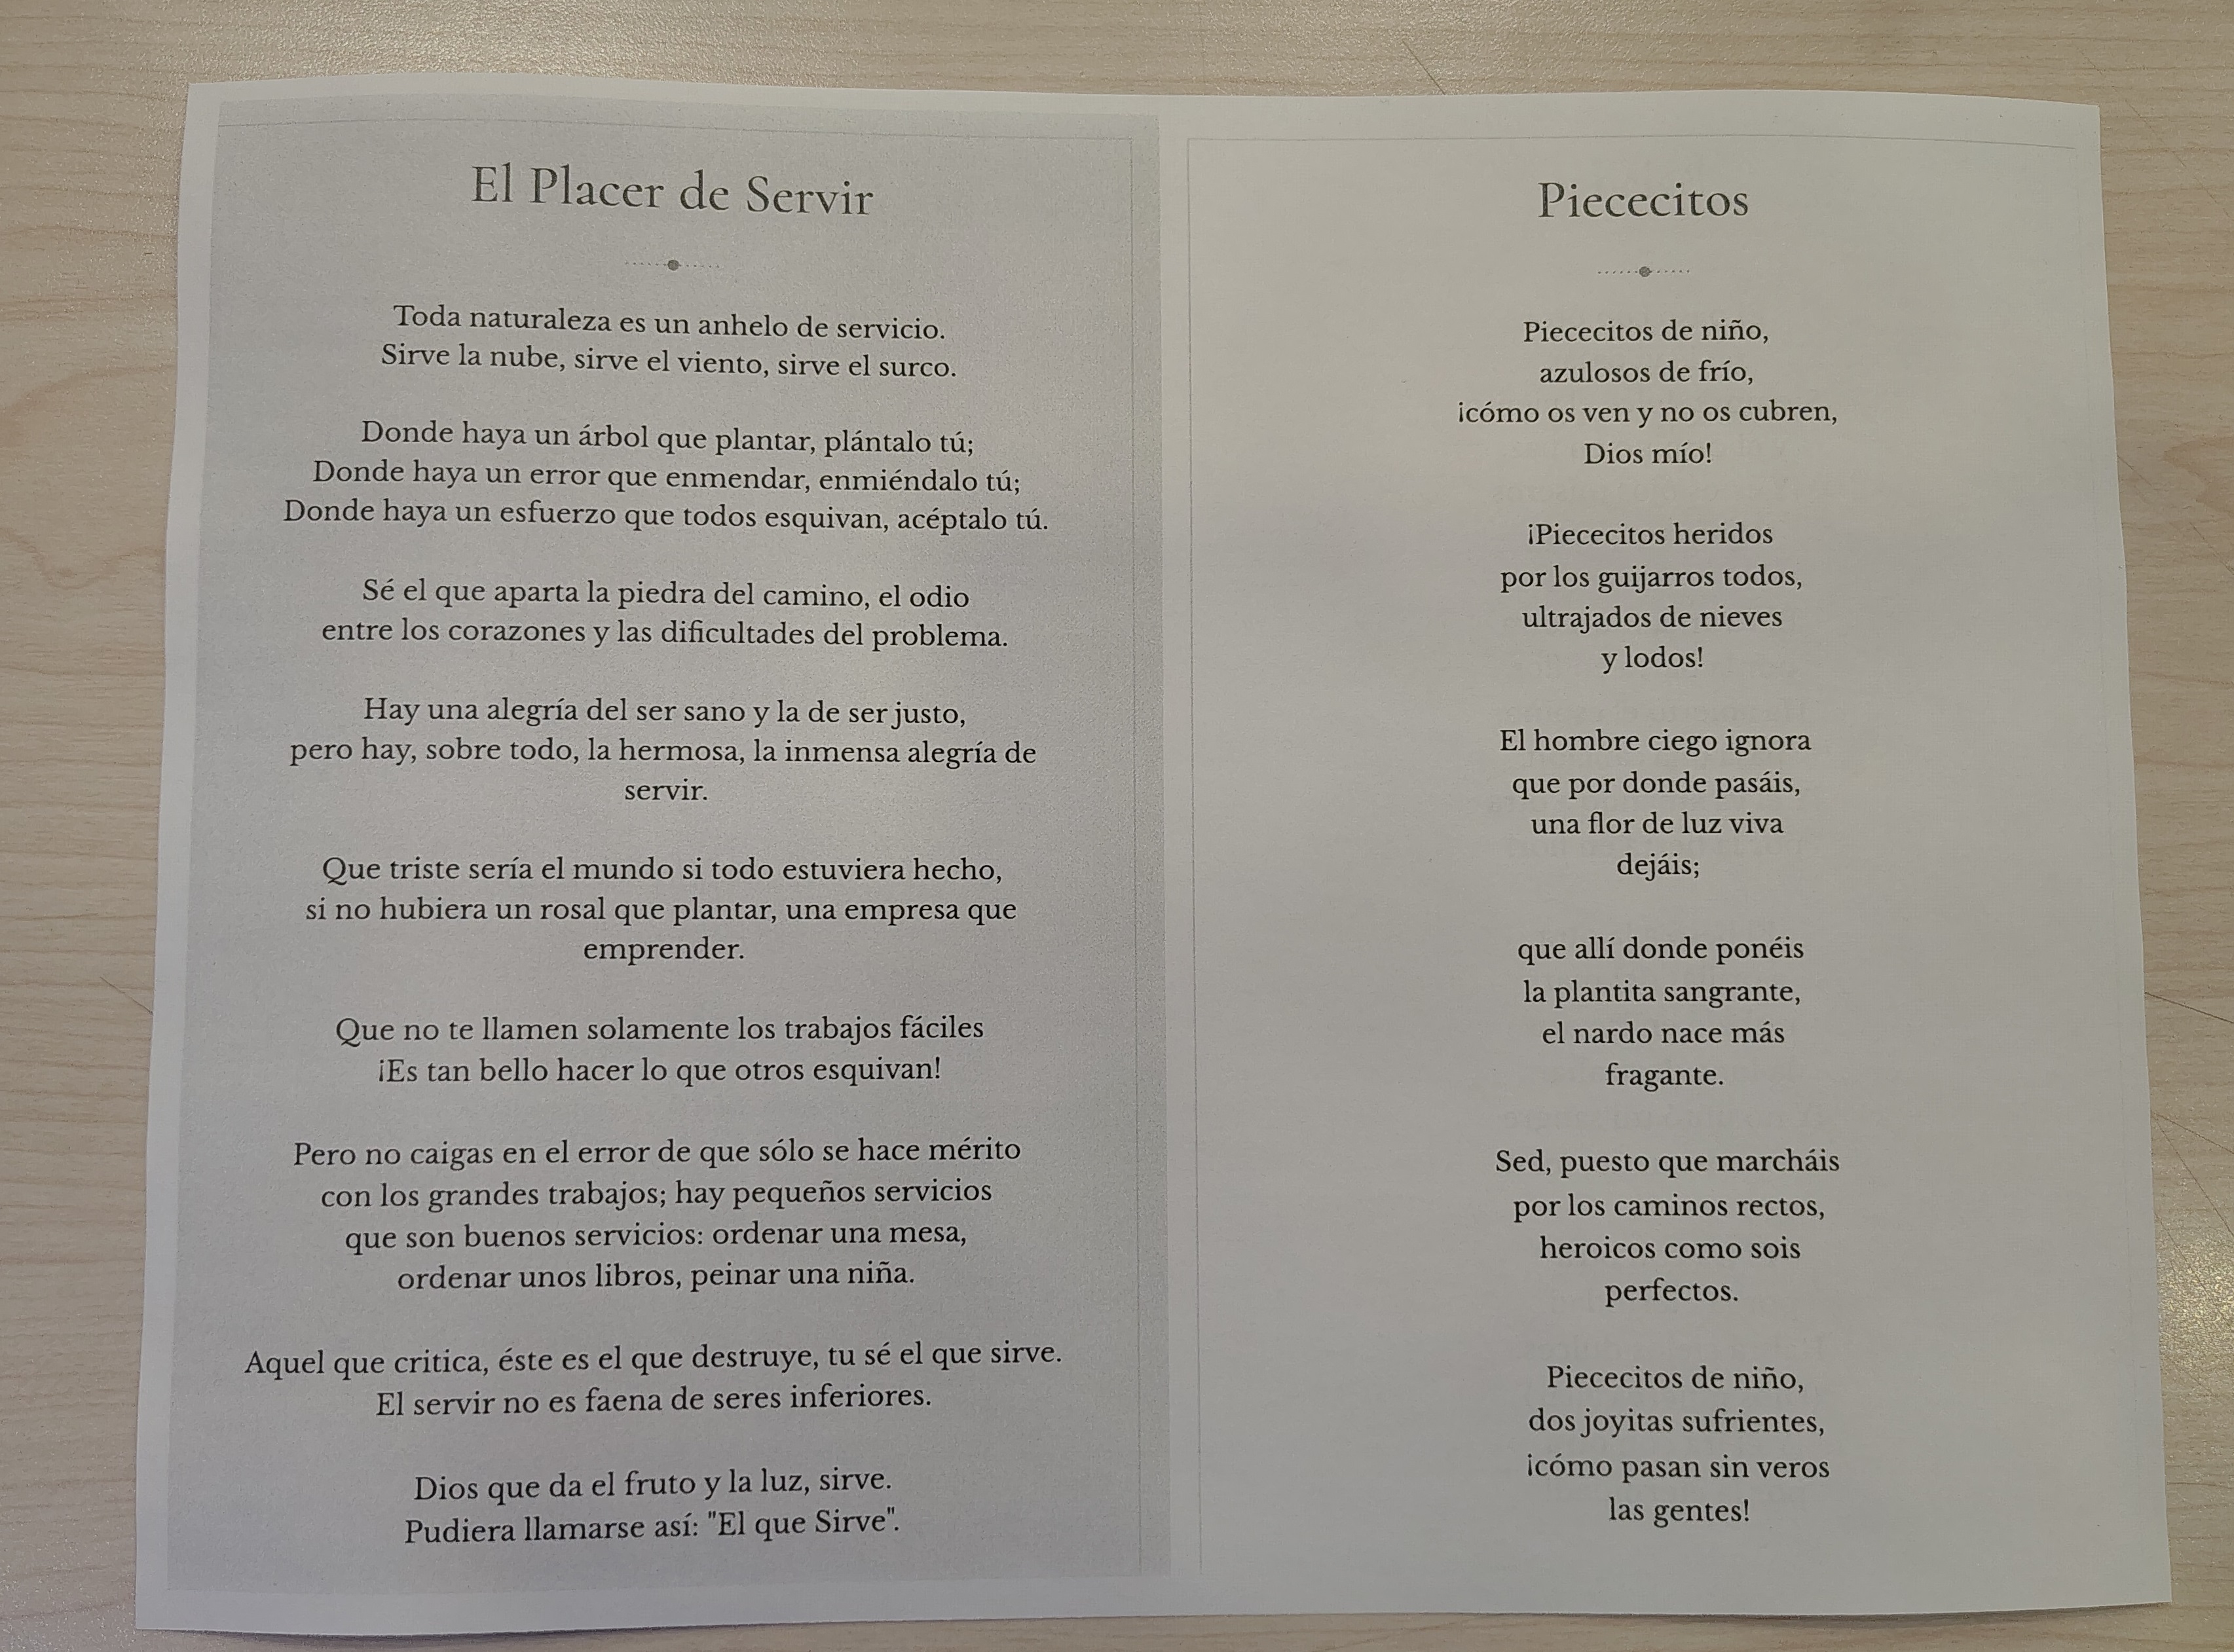 El Placer de Servir
Toda naturaleza es un anhelo de servicio.
Sirve la nube, sirve el viento, sirve el surco.
Donde haya un árbol que plantar, plántalo tú;
Donde haya un error que enmendar, enmiéndalo tú;
Donde haya un esfuerzo que todos esquivan, acéptalo tú.
Sé el que aparta la piedra del camino, el odio
entre los corazones y las dificultades del problema.
Hay una alegría del ser sano y la de ser justo,
pero hay, sobre todo, la hermosa, la inmensa alegría de
servir.
Que triste sería el mundo si todo estuviera hecho,
si no hubiera un rosal que plantar, una empresa que
emprender.
Que no te llamen solamente los trabajos fáciles
¡Es tan bello hacer lo que otros esquivan!
Pero no caigas en el error de que sólo se hace mérito
con los grandes trabajos; hay pequeños servicios
que son buenos servicios: ordenar una mesa,
ordenar unos libros, peinar una niña.
Aquel que critica, éste es el que destruye, tu sé el que sirve.
El servir no es faena de seres inferiores.
Dios que da el fruto y la luz, sirve.
Pudiera llamarse así: "El que Sirve".
Piececitos
Piececitos de niño,
azulosos de frío,
¡cómo os ven y no os cubren,
Dios mío!
¡Piececitos heridos
por los guijarros todos,
ultrajados de nieves
y lodos!
El hombre ciego ignora
que por donde pasáis,
una flor de luz viva
dejáis;
que allí donde ponéis
la plantita sangrante,
el nardo nace más
fragante.
Sed, puesto que marcháis
por los caminos rectos,
heroicos como sois
perfectos.
Piececitos de niño,
dos joyitas sufrientes,
¡cómo pasan sin veros
las gentes!